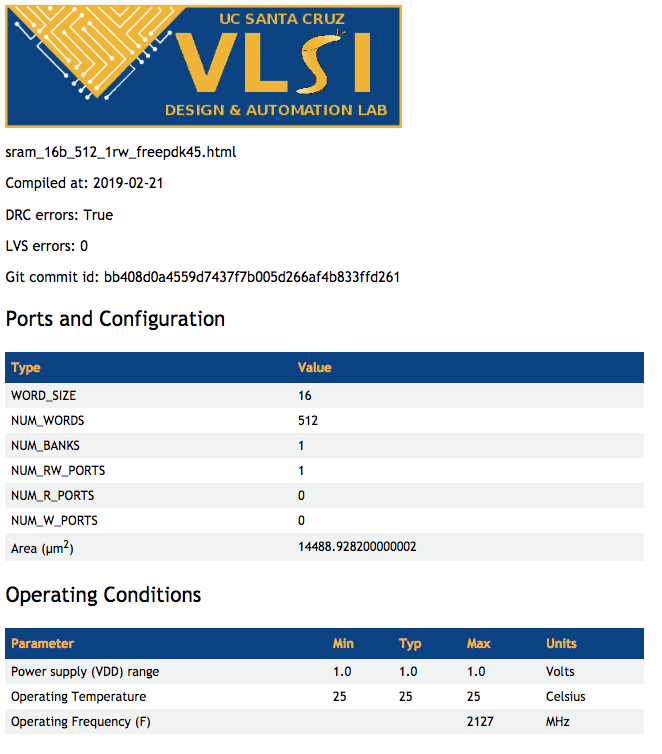 UC SANTA CRUZ
VLSI
DESIGN & AUTOMATION LAB
sram_16b_512_1rw_freepdk45.html
Compiled at: 2019-02-21
DRC errors: True
LVS errors: 0
Git commit id: bb408d0a4559d7437f7b005d266af4b833ffd261
Ports and Configuration
Type Value
WORD_SIZE 16
NUM_WORDS 512
NUM_BANKS 1
NUM_RW_PORTS 1
NUM_R_PORTS 0
NUM_W_PORTS 0
Area (µm²) 14488.928200000002
Operating Conditions
Parameter Min Typ Max Units
Power supply (VDD) range 1.0 1.0 1.0 Volts
Operating Temperature 25 25 25 Celsius
Operating Frequency (F) 2127 MHz